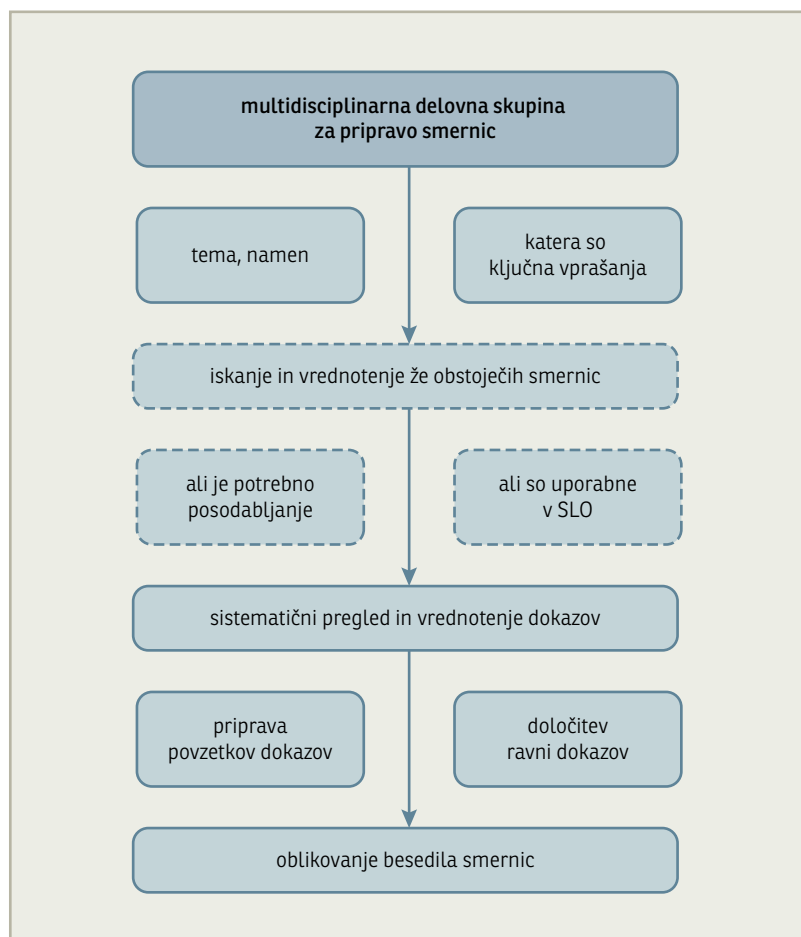 multidisciplinarna delovna skupina
za pripravo smernic
tema, namen
katera so
ključna vprašanja
iskanje in vrednotenje že obstoječih smernic
ali je potrebno
posodabljanje
ali so uporabne
v SLO
sistematični pregled in vrednotenje dokazov
priprava
povzetkov dokazov
določitev
ravni dokazov
oblikovanje besedila smernic